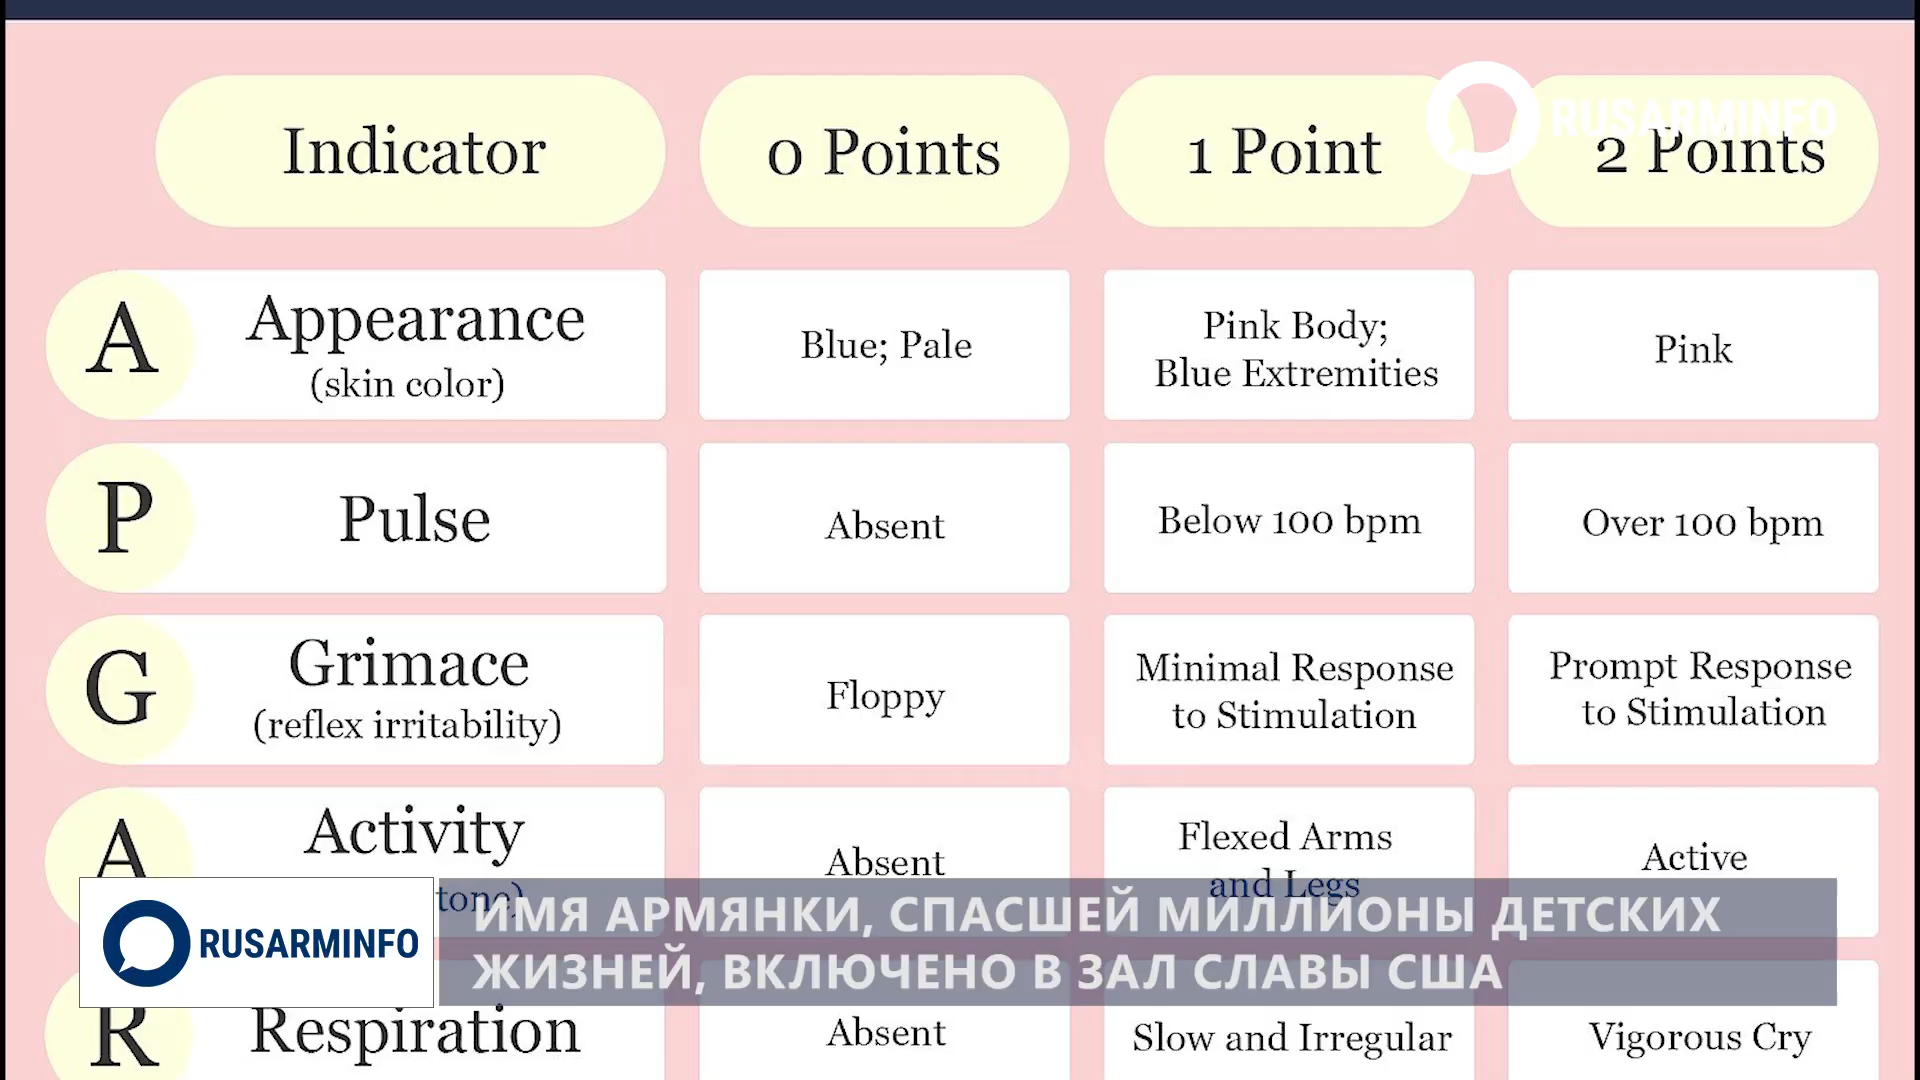 RUSARMINFO
Indicator
0 Points
1 Point
2 Points
A
Appearance
(skin color)
Blue; Pale
Pink Body;
Blue Extremities
Pink
P
Pulse
Absent
Below 100 bpm
Over 100 bpm
G
Grimace
(reflex irritability)
Floppy
Minimal Response
to Stimulation
Prompt Response
to Stimulation
A
Activity
tone)
Absent
Flexed Arms
and Legs
Active
RUSARMINFO
ИМЯ АРМЯНКИ, СПАСШЕЙ МИЛЛИОНЫ ДЕТСКИХ
ЖИЗНЕЙ, ВКЛЮЧЕНО В ЗАЛ СЛАВЫ США
R
Respiration
Absent
Slow and Irregular
Vigorous Cry